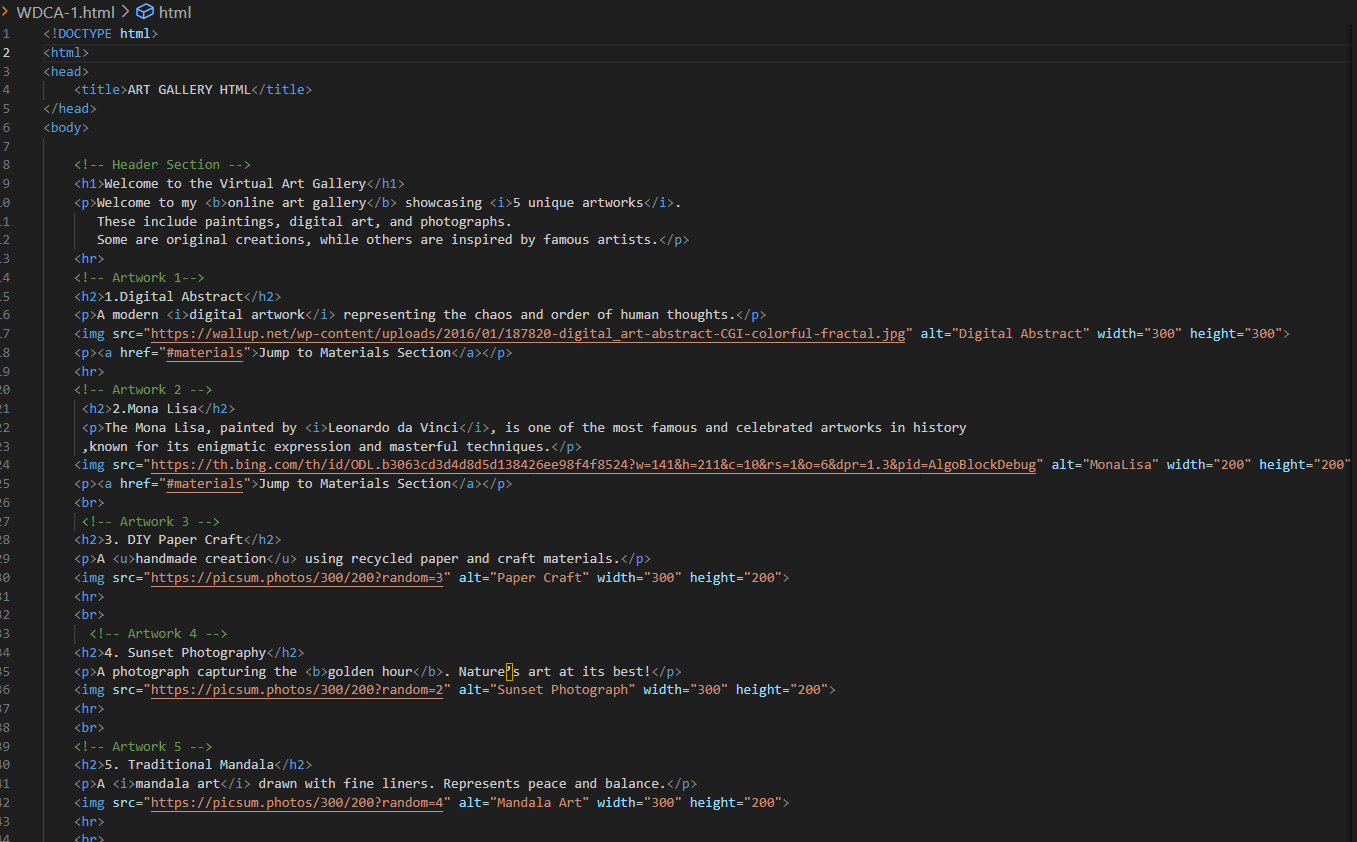 WDCA-1.html > html
1 <!DOCTYPE html>
2 <html>
3 <head>
4 <title>ART GALLERY HTML</title>
5 </head>
6 <body>
7
8 <!-- Header Section -->
9 <h1>Welcome to the Virtual Art Gallery</h1>
10 <p>Welcome to my <b>online art gallery</b> showcasing <i>5 unique artworks</i>.
11 These include paintings, digital art, and photographs.
12 Some are original creations, while others are inspired by famous artists.</p>
13 <hr>
14 <!-- Artwork 1-->
15 <h2>1.Digital Abstract</h2>
16 <p>A modern <i>digital artwork</i> representing the chaos and order of human thoughts.</p>
17 <img src="https://wallup.net/wp-content/uploads/2016/01/187820-digital_art-abstract-CGI-colorful-fractal.jpg" alt="Digital Abstract" width="300" height="300">
18 <p><a href="#materials">Jump to Materials Section</a></p>
19 <hr>
20 <!-- Artwork 2 -->
21 <h2>2.Mona Lisa</h2>
22 <p>The Mona Lisa, painted by <i>Leonardo da Vinci</i>, is one of the most famous and celebrated artworks in history
23 ,known for its enigmatic expression and masterful techniques.</p>
24 <img src="https://th.bing.com/th/id/ODL.b3063cd3d4d8d5d138426ee98f4f8524?w=141&h=211&c=10&rs=1&o=6&dpr=1.3&pid=AlgoBlockDebug" alt="MonaLisa" width="200" height="200"
25 <p><a href="#materials">Jump to Materials Section</a></p>
26 <br>
27 <!-- Artwork 3 -->
28 <h2>3. DIY Paper Craft</h2>
29 <p>A <u>handmade creation</u> using recycled paper and craft materials.</p>
30 <img src="https://picsum.photos/300/200?random=3" alt="Paper Craft" width="300" height="200">
31 <hr>
32 <br>
33 <!-- Artwork 4 -->
34 <h2>4. Sunset Photography</h2>
35 <p>A photograph capturing the <b>golden hour</b>. Nature’s art at its best!</p>
36 <img src="https://picsum.photos/300/200?random=2" alt="Sunset Photograph" width="300" height="200">
37 <hr>
38 <br>
39 <!-- Artwork 5 -->
40 <h2>5. Traditional Mandala</h2>
41 <p>A <i>mandala art</i> drawn with fine liners. Represents peace and balance.</p>
42 <img src="https://picsum.photos/300/200?random=4" alt="Mandala Art" width="300" height="200">
43 <hr>
44